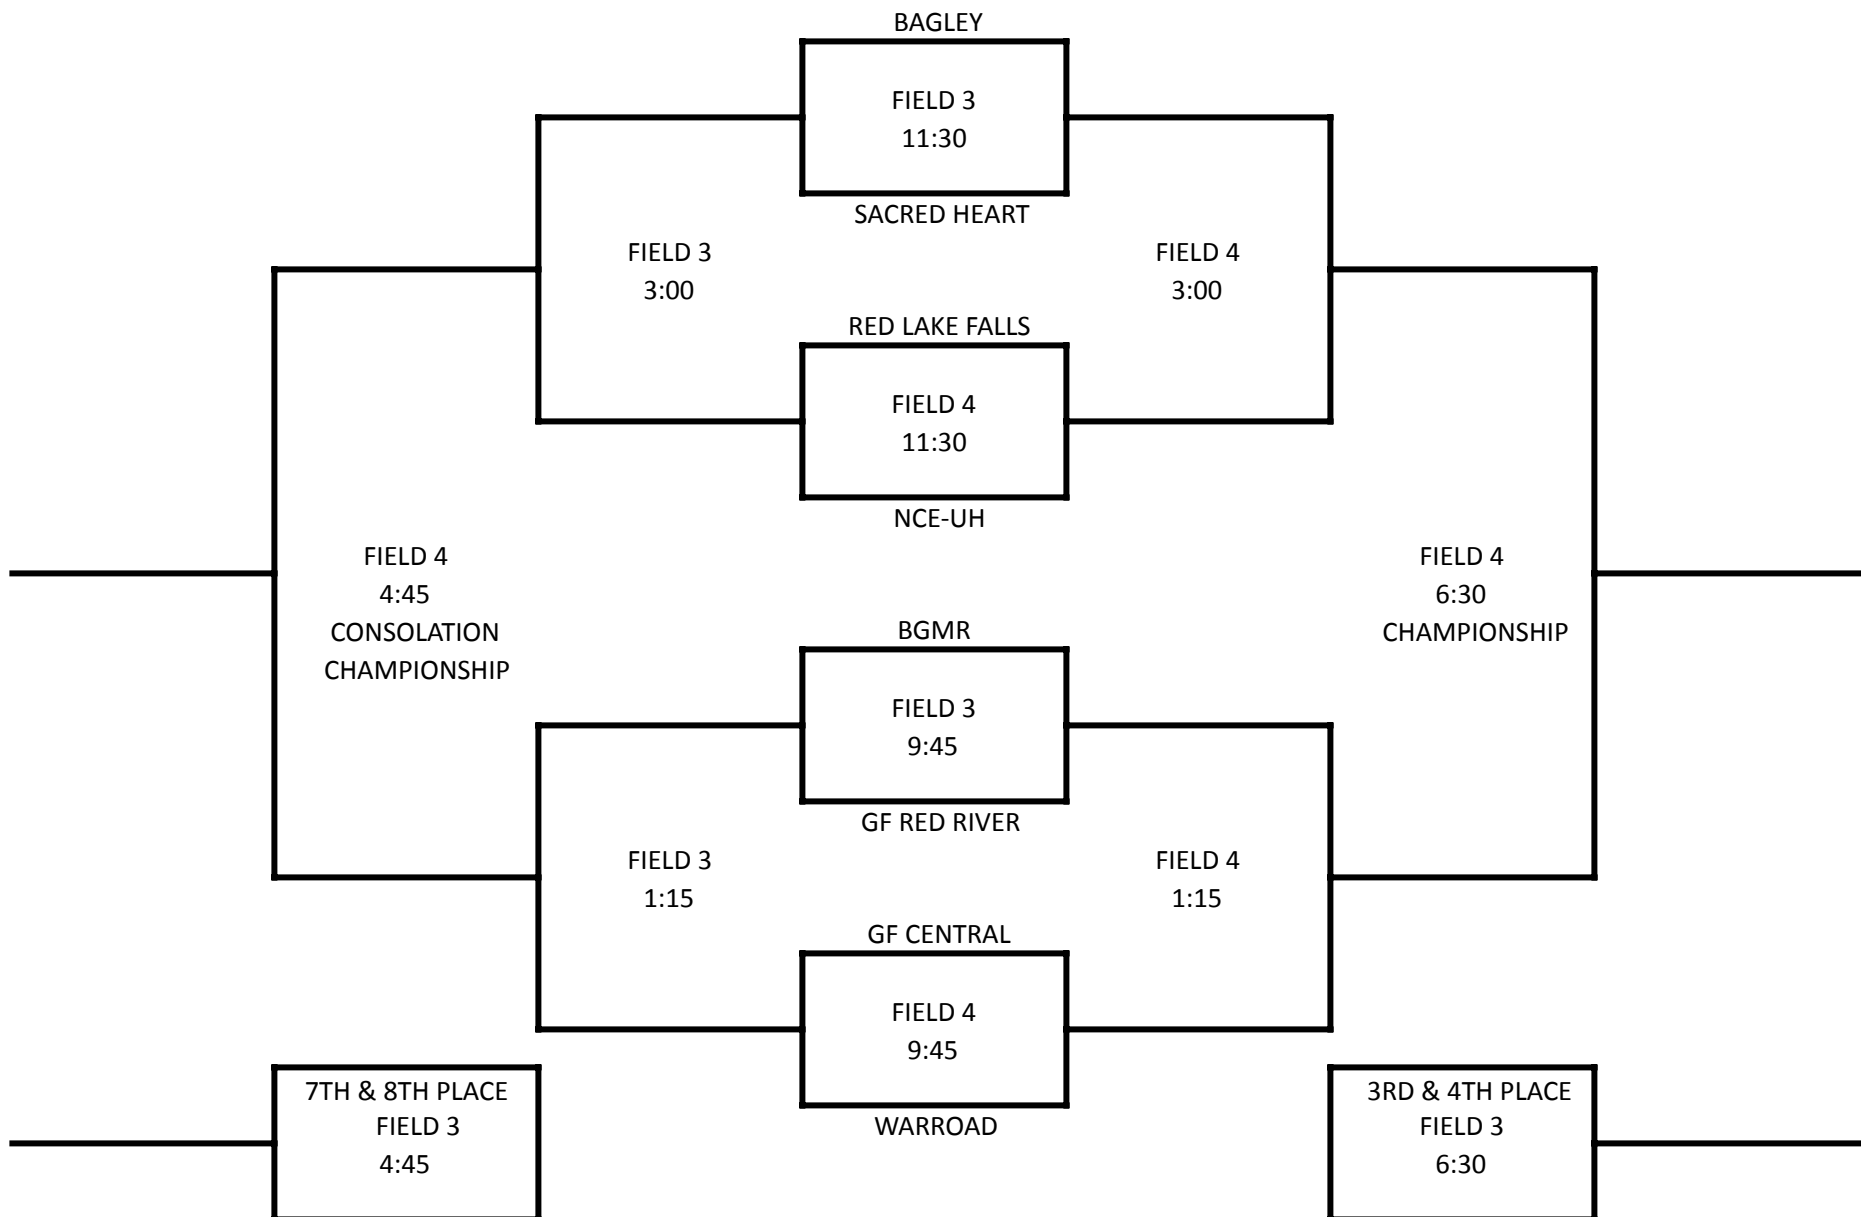 BAGLEY
FIELD 3
11:30
SACRED HEART
FIELD 3
3:00
FIELD 4
3:00
RED LAKE FALLS
FIELD 4
11:30
NCE-UH
FIELD 4
4:45
CONSOLATION
CHAMPIONSHIP
FIELD 4
6:30
CHAMPIONSHIP
BGMR
FIELD 3
9:45
GF RED RIVER
FIELD 3
1:15
FIELD 4
1:15
GF CENTRAL
FIELD 4
9:45
WARROAD
7TH & 8TH PLACE
FIELD 3
4:45
3RD & 4TH PLACE
FIELD 3
6:30